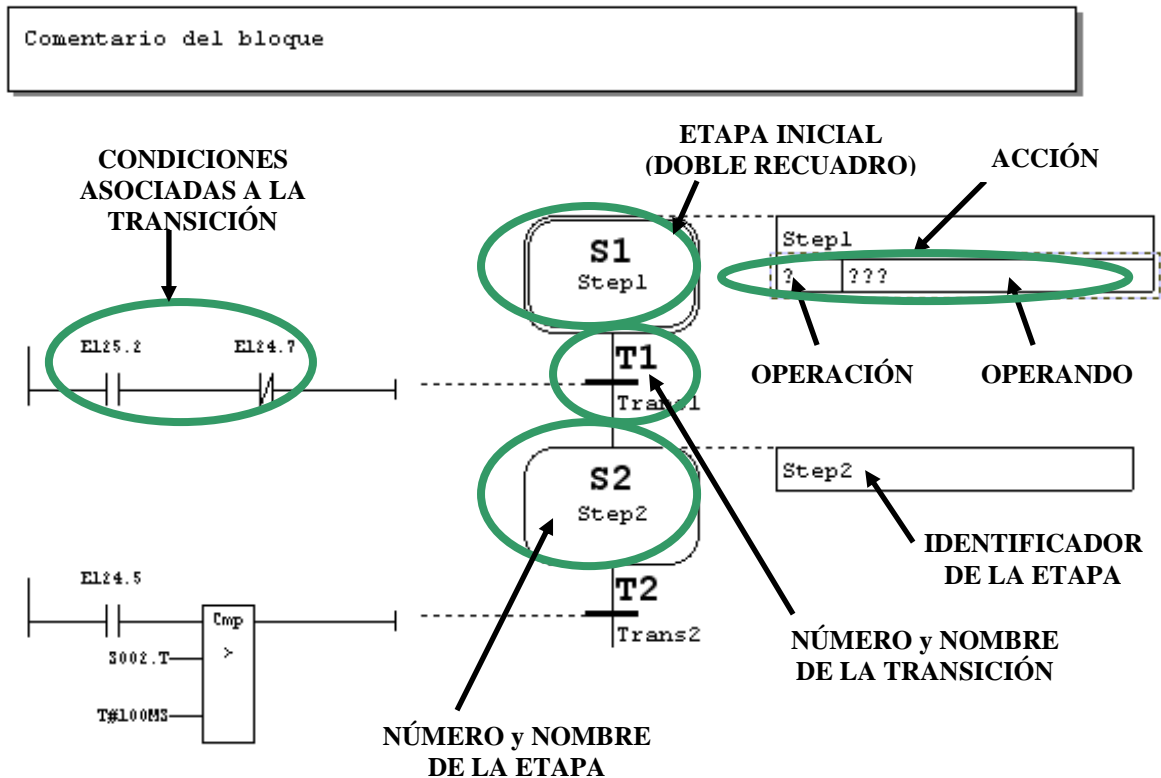 Comentario del bloque
ETAPA INICIAL
(DOBLE RECUADRO)
ACCIÓN
CONDICIONES
ASOCIADAS A LA
TRANSICIÓN
S1
Step1
Step1
?
???
E125.2
E124.7
T1
Trans1
OPERACIÓN
OPERANDO
S2
Step2
Step2
IDENTIFICADOR
DE LA ETAPA
E124.5
Cmp
>
S002.T
T#100MS
T2
Trans2
NÚMERO y NOMBRE
DE LA TRANSICIÓN
NÚMERO y NOMBRE
DE LA ETAPA